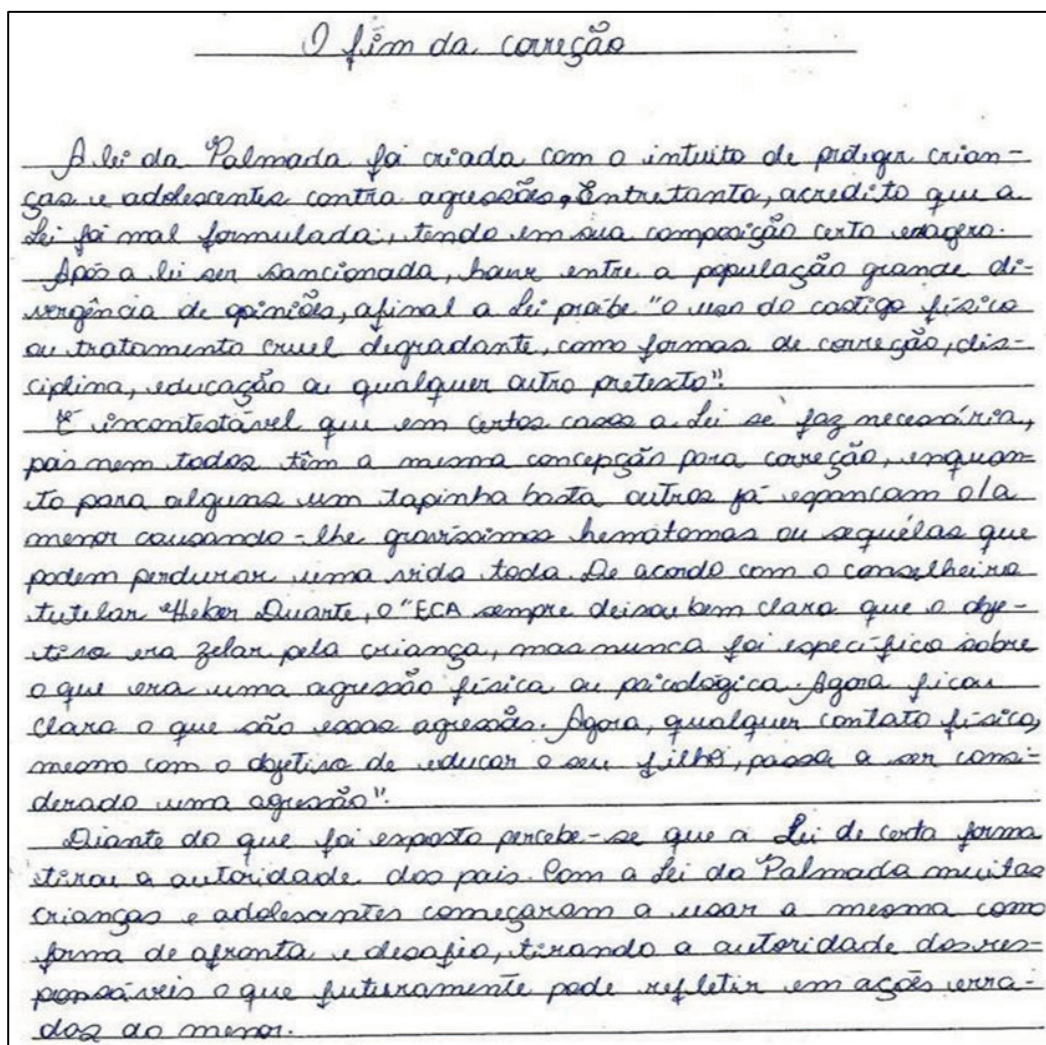 O fim da correção
A lei da Palmada foi criada com o intuito de proteger crian-
ças e adolescentes contra agressões, Entretanto, acredito que a
Lei foi mal formulada, tendo em sua composição certo exagero.
Após a lei ser sancionada, houve entre a população grande di-
vergência de opiniões, afinal a Lei proíbe "o uso do castigo físico
ou tratamento cruel degradante, como formas de correção, dis-
ciplina, educação ou qualquer outro pretexto".
É incontestável que em certos casos a Lei se faz necessária,
pois nem todos têm a mesma concepção para correção, enquan-
to para alguns um tapinha basta outros já espancam o/a
menor causando-lhe gravíssimos hematomas ou sequélas que
podem perdurar uma vida toda. De acordo com o conselheiro
tutelar Heber Duarte, o "ECA sempre deixou bem claro que o obje-
tivo era zelar pela criança, mas nunca foi específico sobre
o que era uma agressão física ou psicológica. Agora ficou
claro o que são essas agressões. Agora, qualquer contato físico,
mesmo com o objetivo de educar o seu filho, passa a ser consi-
derado uma agressão".
Diante do que foi exposto percebe-se que a Lei de certa forma
tirou a autoridade dos pais. Com a Lei da Palmada muitas
crianças e adolescentes começaram a usar a mesma como
forma de afronta e desafio, tirando a autoridade dos res-
ponsáveis o que futuramente pode refletir em ações erra-
das do menor.